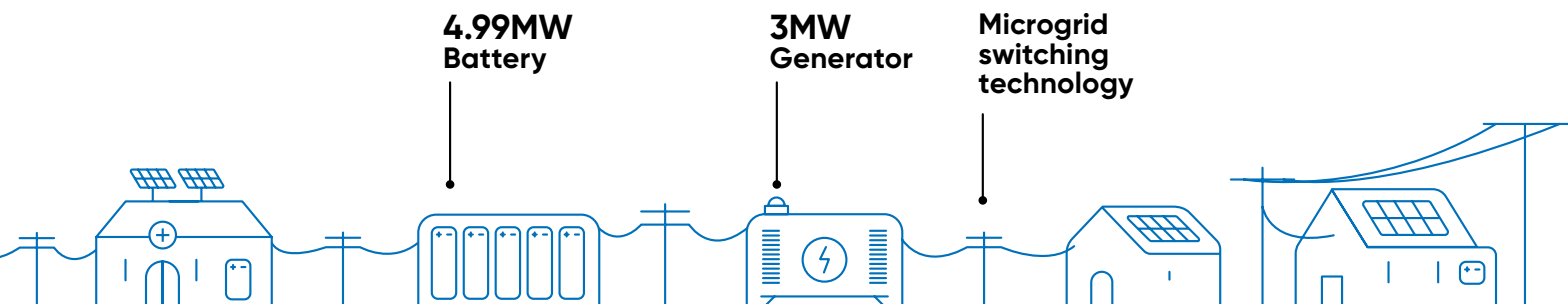 4.99MW
Battery
3MW
Generator
Microgrid
switching
technology